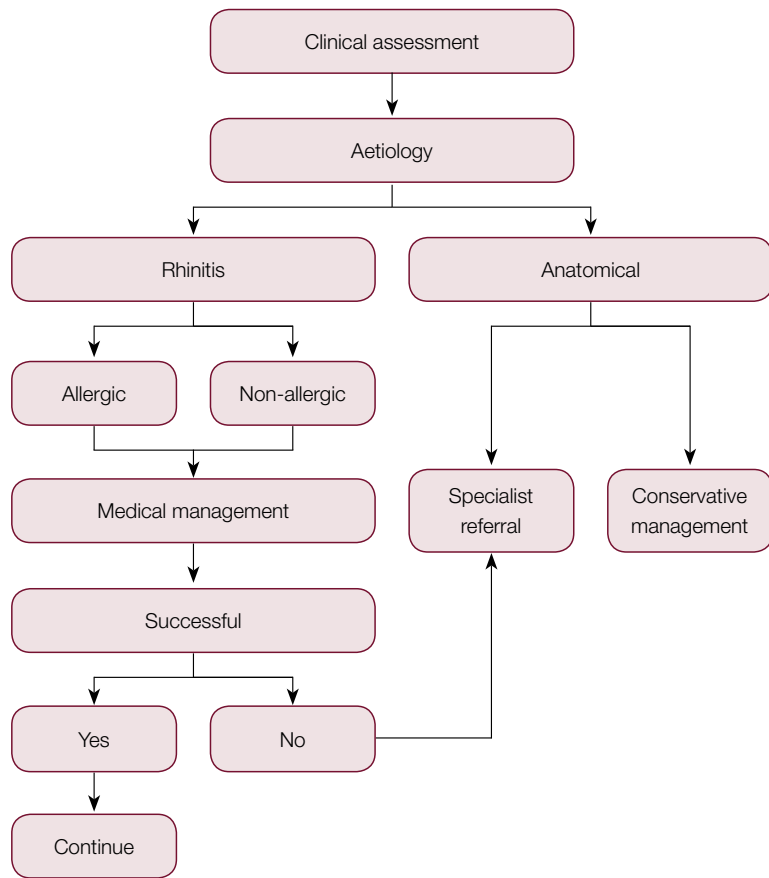 Clinical assessment
Aetiology
Rhinitis
Anatomical
Allergic
Non-allergic
Medical management
Specialist
referral
Conservative
management
Successful
Yes
No
Continue